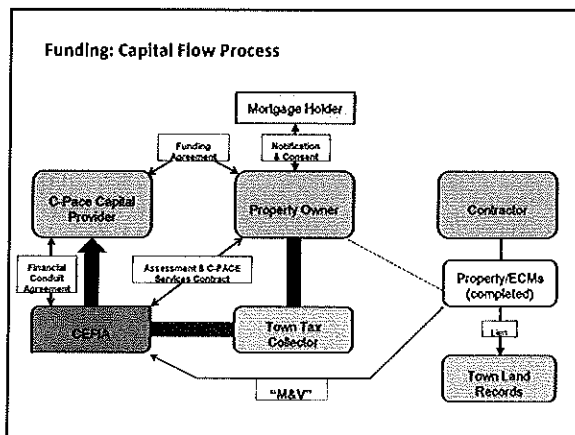 Funding: Capital Flow Process
Mortgage Holder
Funding
Agreement
Notification
& Consent
C-Pace Capital
Provider
Property Owner
Contractor
Financial
Conduit
Agreement
Assessment & C-PACE
Services Contract
Property/ECMs
(completed)
CEFIA
Town Tax
Collector
Lien
"M&V"
Town Land
Records